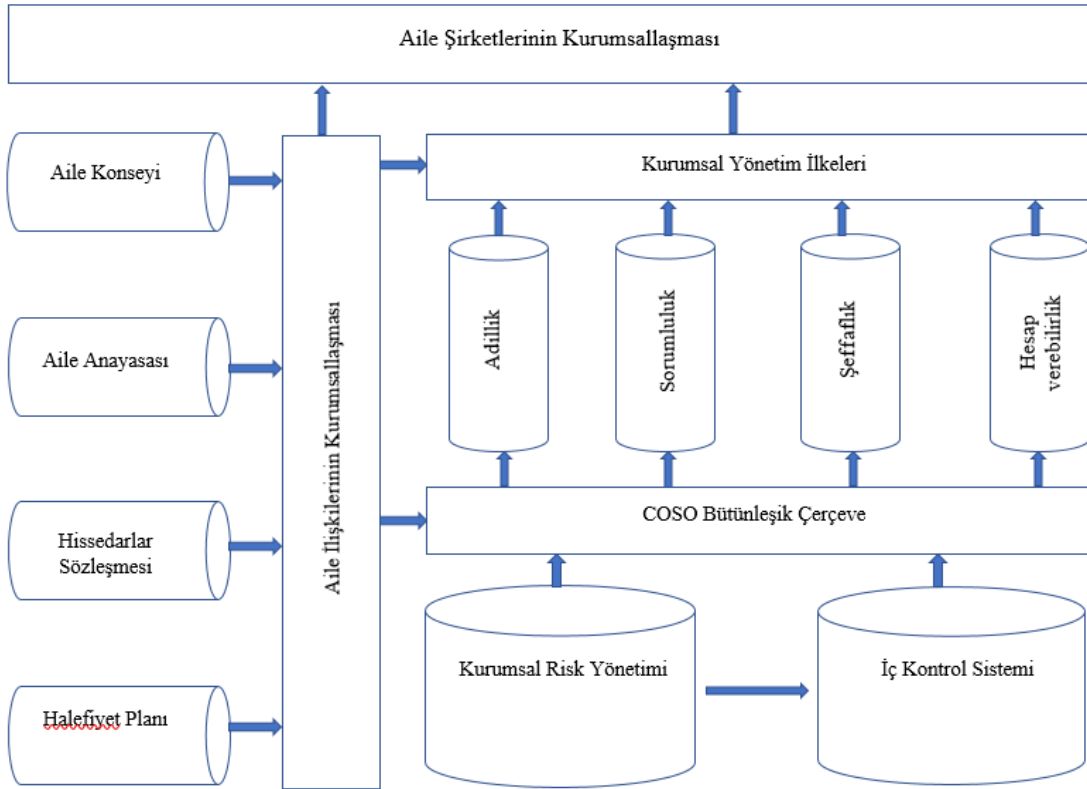 Aile Şirketlerinin Kurumsallaşması
Aile Konseyi
Aile Anayasası
Hissedarlar
Sözleşmesi
Halefiyet Planı
Aile İlişkilerinin Kurumsallaşması
Kurumsal Yönetim İlkeleri
Adillik
Sorumluluk
Şeffaflık
Hesap
verebilirlik
COSO Bütünleşik Çerçeve
Kurumsal Risk Yönetimi
İç Kontrol Sistemi